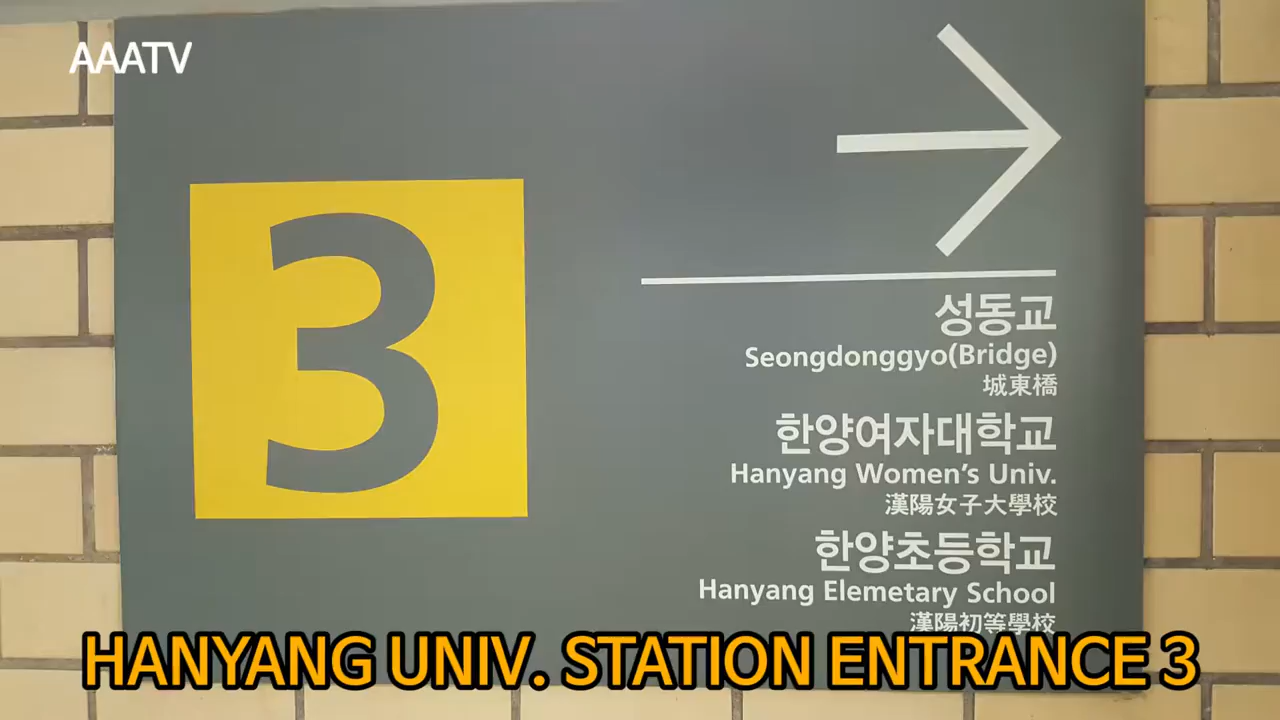 AAATV
3
성동교
Seongdonggyo(Bridge)
城東橋
한양여자대학교
Hanyang Women's Univ.
漢陽女子大學校
한양초등학교
Hanyang Elemetary School
漢陽初等學校
HANYANG UNIV. STATION ENTRANCE 3